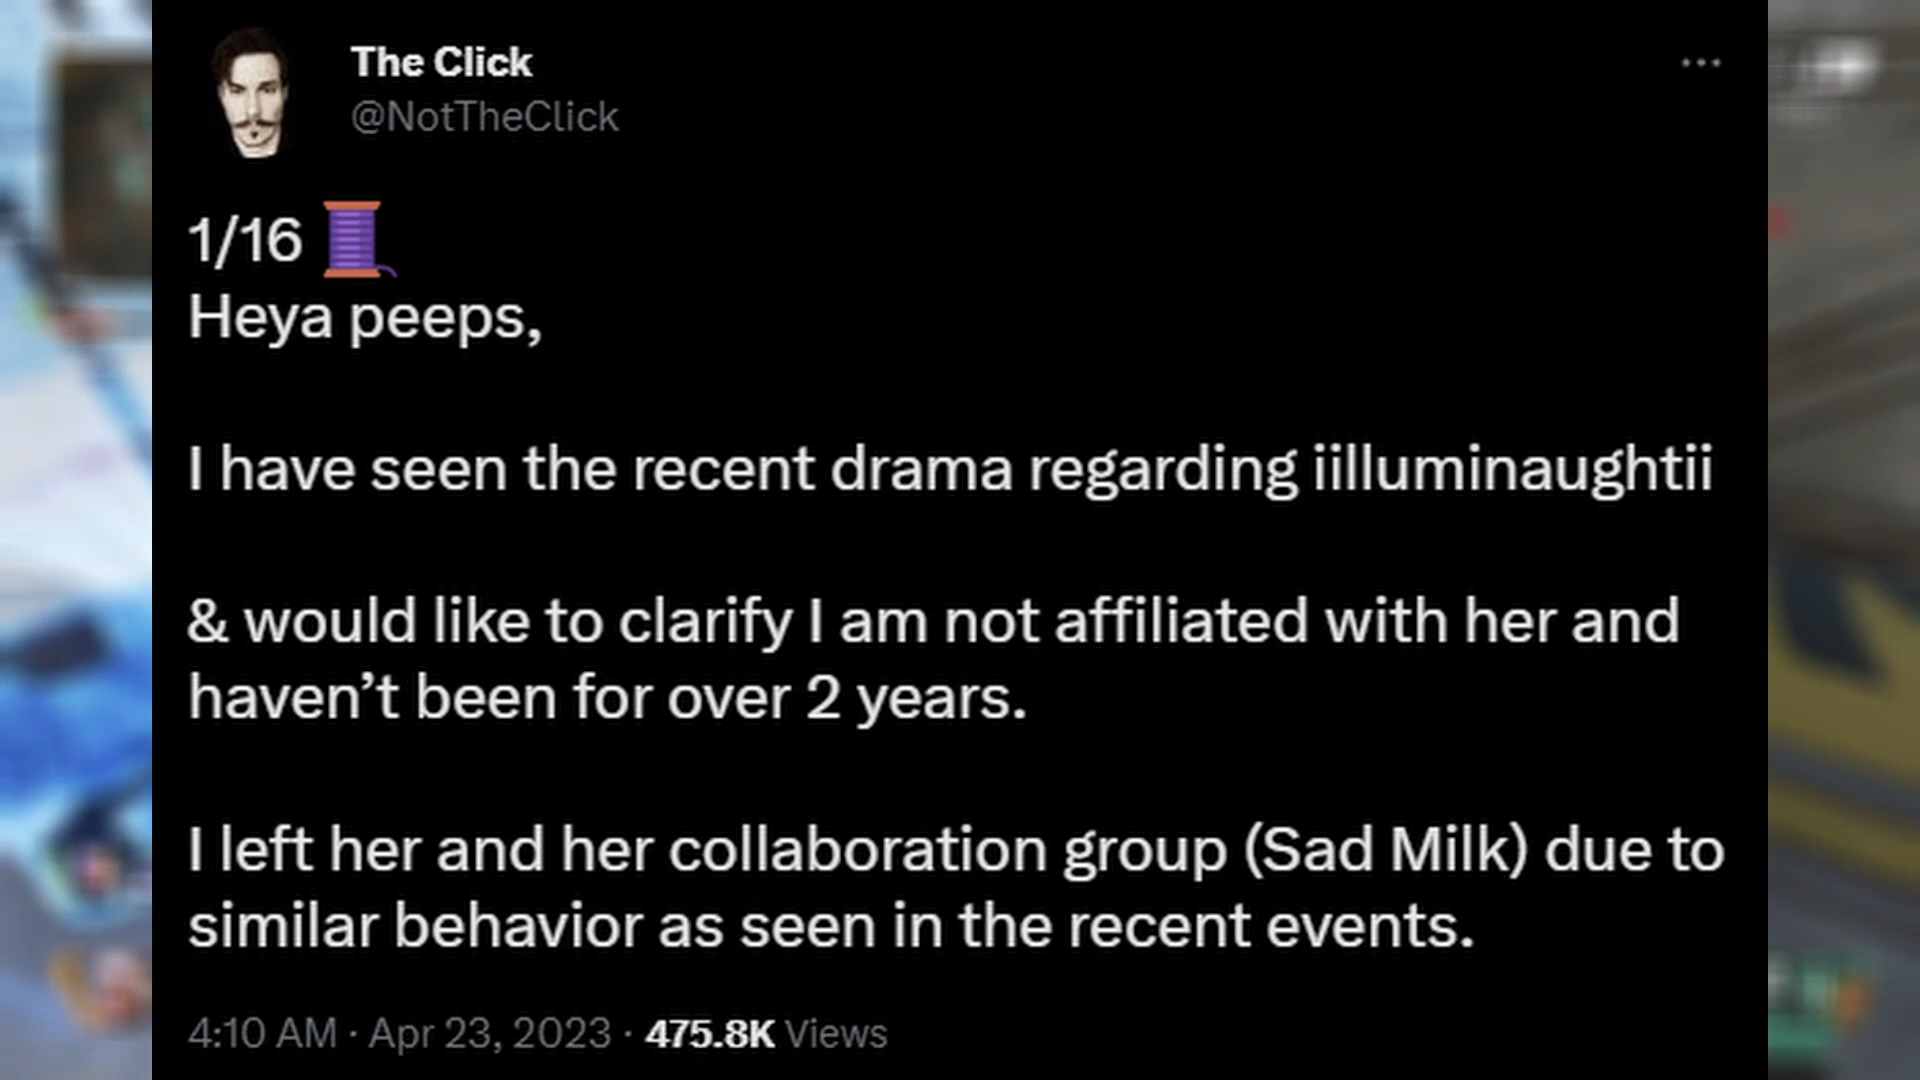 The Click
@NotTheClick
1/16 🧵
Heya peeps,
I have seen the recent drama regarding iilluminaughtii
& would like to clarify I am not affiliated with her and
haven’t been for over 2 years.
I left her and her collaboration group (Sad Milk) due to
similar behavior as seen in the recent events.
4:10 AM · Apr 23, 2023 · 475.8K Views